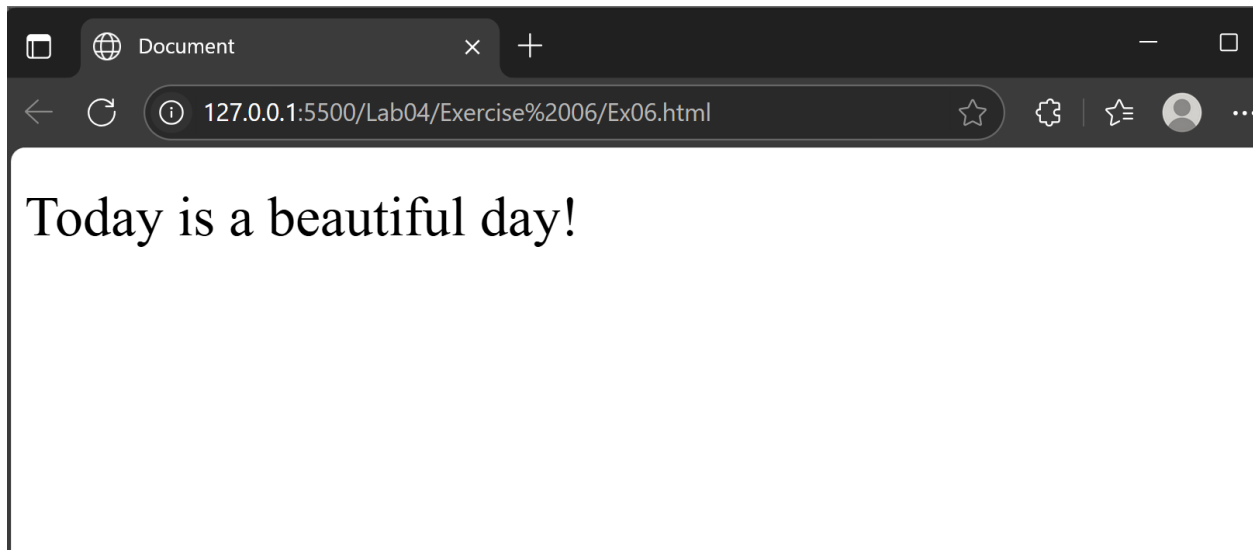 Document
127.0.0.1:5500/Lab04/Exercise%2006/Ex06.html
Today is a beautiful day!